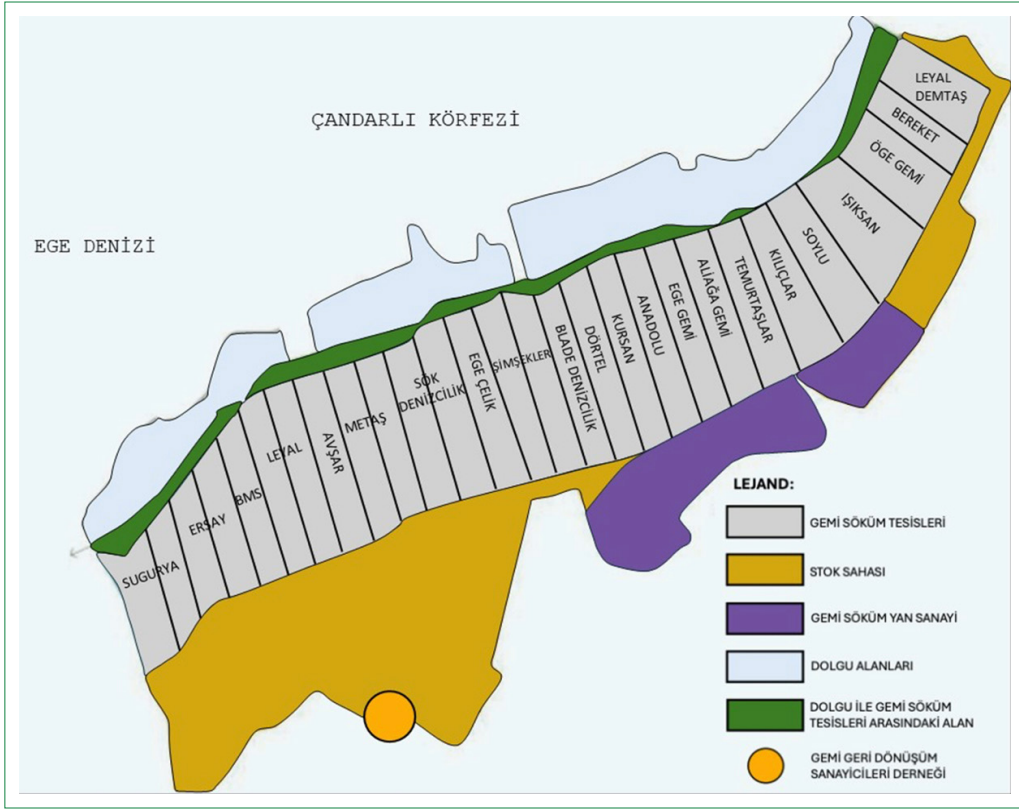 ÇANDARLI KÖRFEZİ
EGE DENİZİ
LEYAL
DEMTAŞ
BEREKET
ÖGE GEMİ
IŞIKSAN
SOYLU
KILIÇLAR
TEMURTAŞLAR
ALİAĞA GEMİ
EGE GEMİ
ANADOLU
KURSAN
DÖRTEL
BLADE DENİZCİLİK
ŞİMŞEKLER
EGE ÇELİK
SÖK
DENİZCİLİK
METAŞ
AVŞAR
LEYAL
BMS
ERSAY
SUGURYA
LEJAND:
GEMİ SÖKÜM TESİSLERİ
STOK SAHASI
GEMİ SÖKÜM YAN SANAYİ
DOLGU ALANLARI
DOLGU İLE GEMİ SÖKÜM
TESİSLERİ ARASINDAKİ ALAN
GEMİ GERİ DÖNÜŞÜM
SANAYİCİLERİ DERNEĞİ